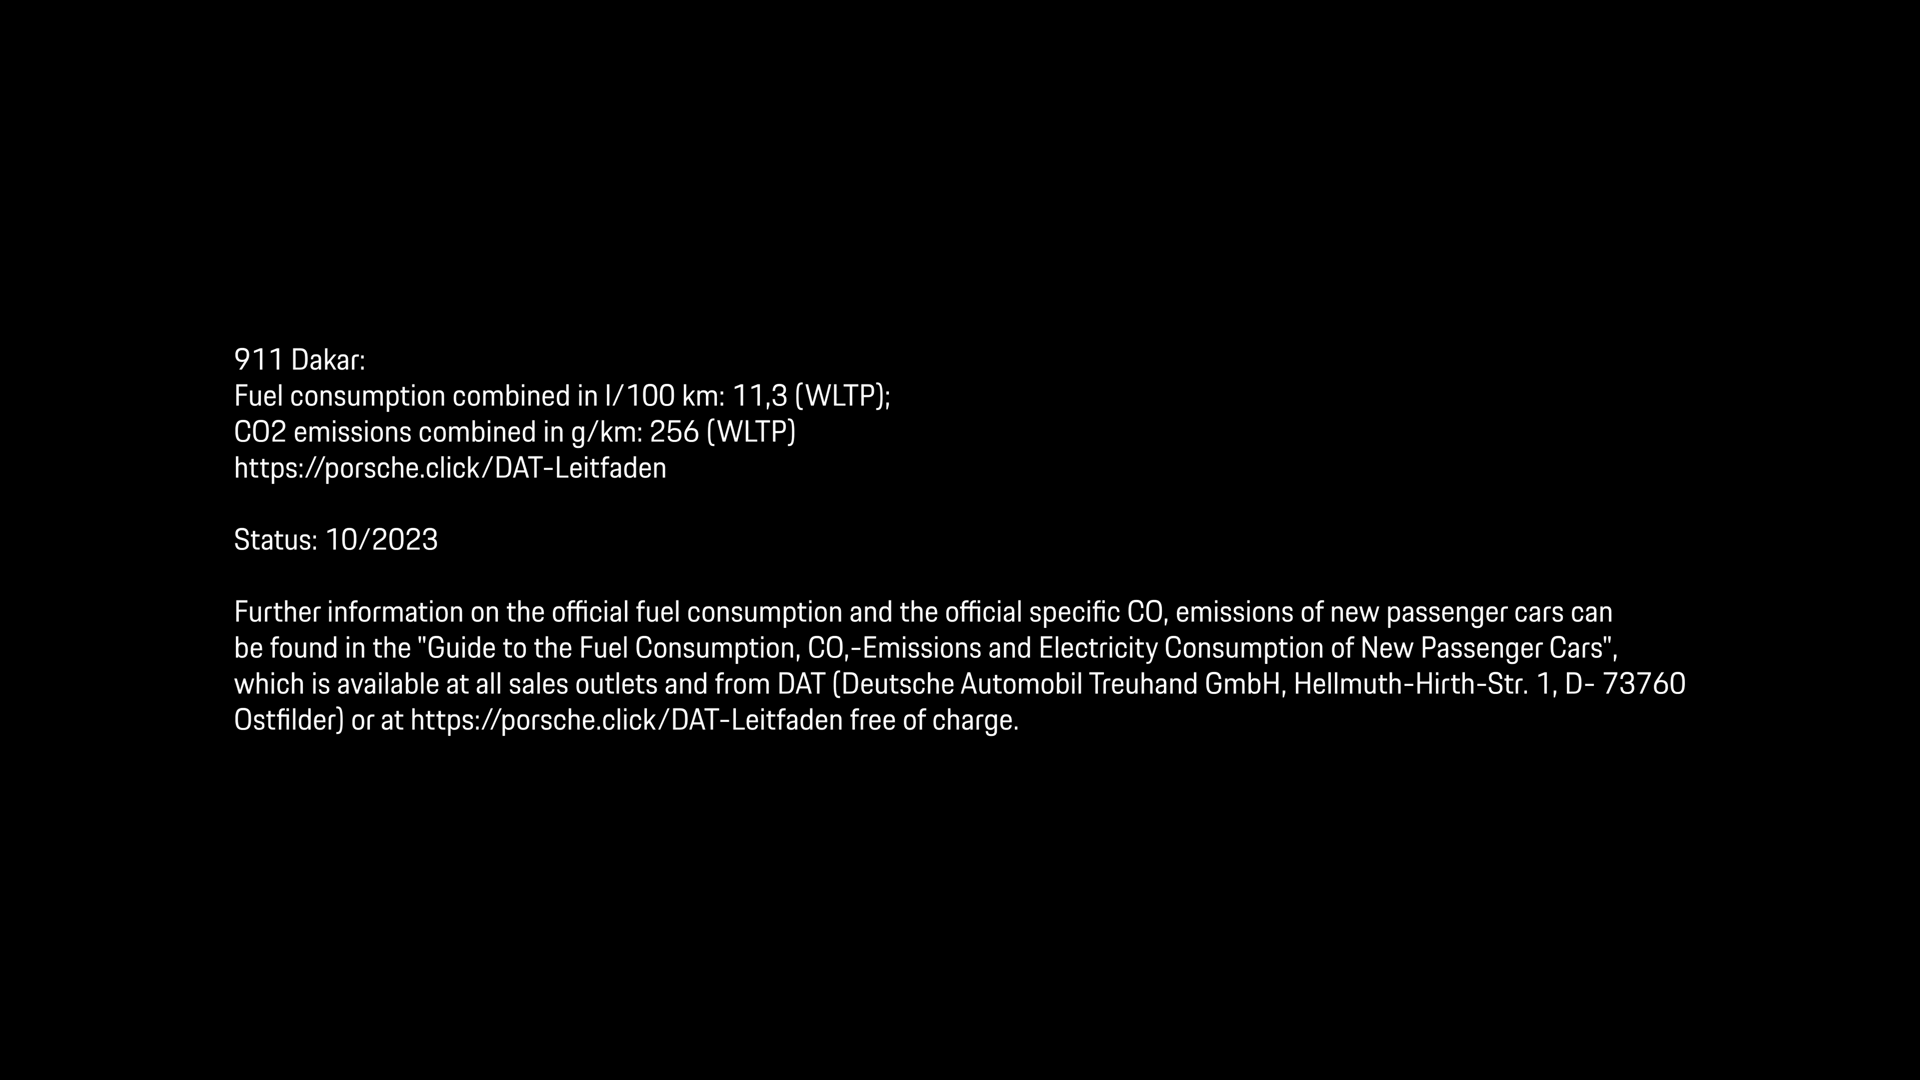 911 Dakar:
Fuel consumption combined in l/100 km: 11,3 (WLTP);
CO2 emissions combined in g/km: 256 (WLTP)
https://porsche.click/DAT-Leitfaden
Status: 10/2023
Further information on the official fuel consumption and the official specific CO, emissions of new passenger cars can
be found in the "Guide to the Fuel Consumption, CO,-Emissions and Electricity Consumption of New Passenger Cars",
which is available at all sales outlets and from DAT (Deutsche Automobil Treuhand GmbH, Hellmuth-Hirth-Str. 1, D- 73760
Ostfilder) or at https://porsche.click/DAT-Leitfaden free of charge.